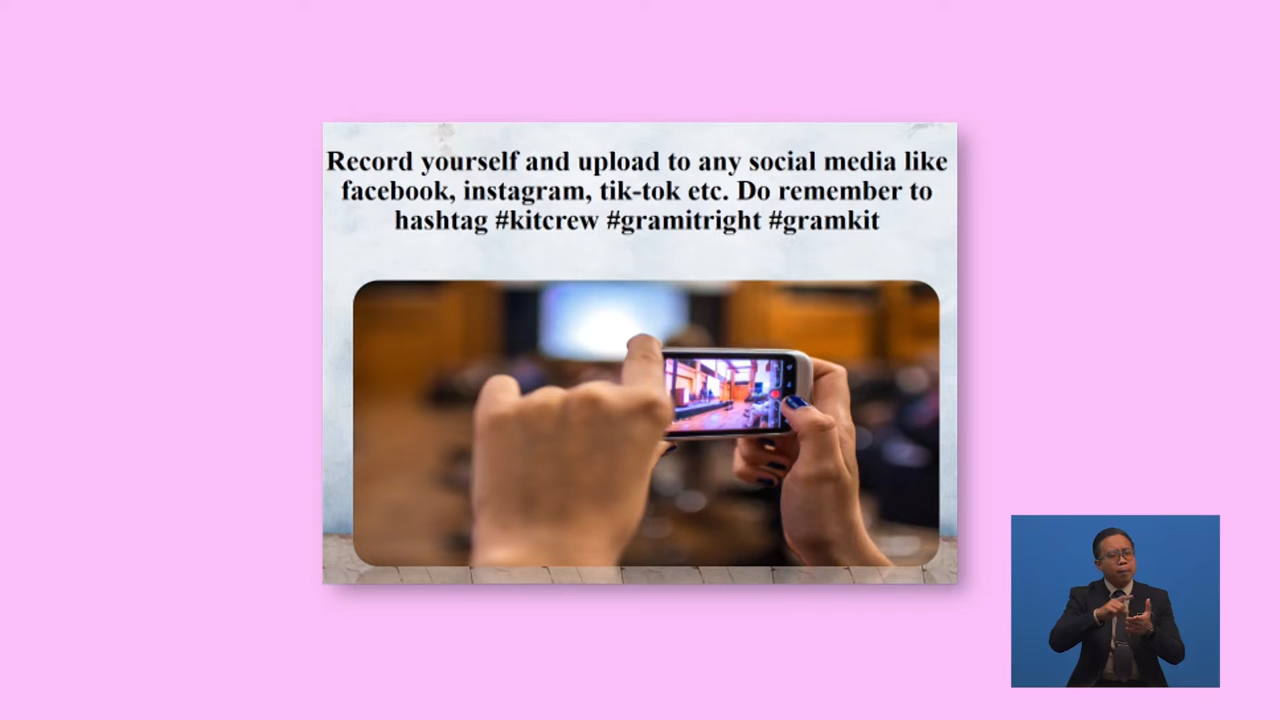 Record yourself and upload to any social media like
facebook, instagram, tik-tok etc. Do remember to
hashtag #kitcrew #gramitright #gramkit